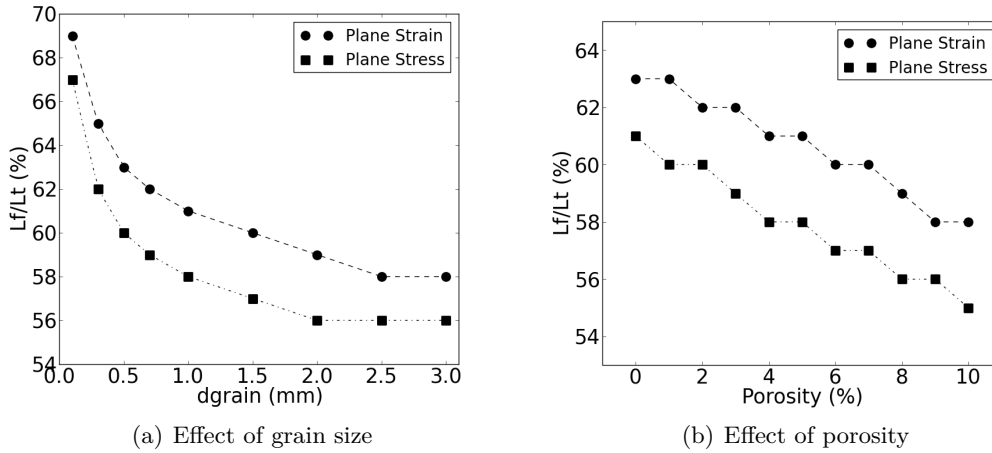 70
68
66
64
62
60
58
56
54
Lf/Lt (%)
Plane Strain
Plane Stress
0.0 0.5 1.0 1.5 2.0 2.5 3.0
dgrain (mm)
(a) Effect of grain size
64
62
60
58
56
54
Lf/Lt (%)
Plane Strain
Plane Stress
0 2 4 6 8 10
Porosity (%)
(b) Effect of porosity